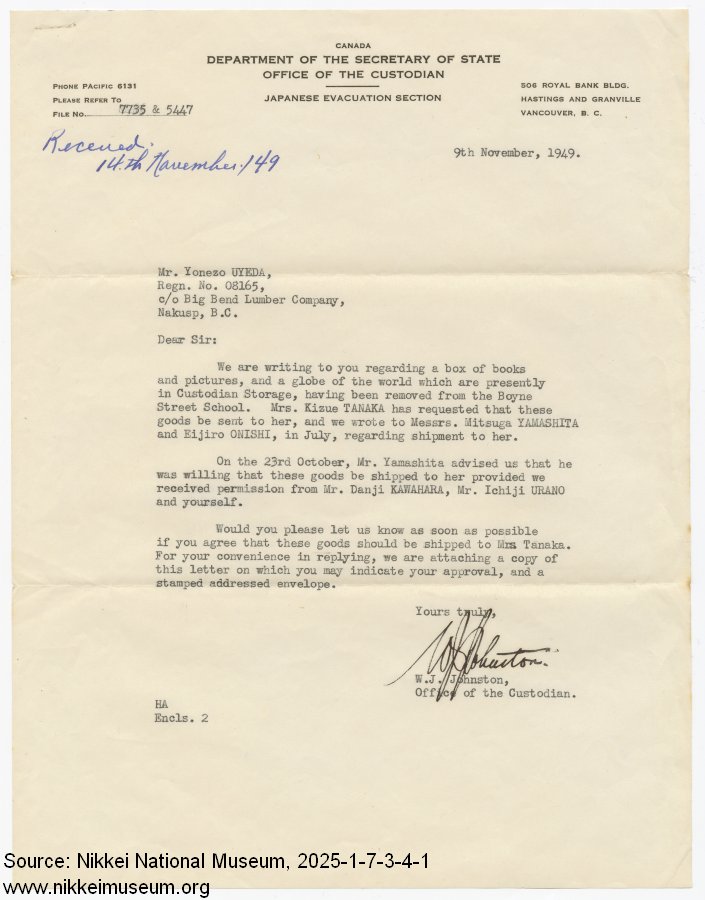 CANADA
DEPARTMENT OF THE SECRETARY OF STATE
OFFICE OF THE CUSTODIAN
JAPANESE EVACUATION SECTION
PHONE PACIFIC 6131
PLEASE REFER TO
FILE No. 7735 & 5447
506 ROYAL BANK BLDG.
HASTINGS AND GRANVILLE
VANCOUVER, B. C.
Received.
14th November/49
9th November, 1949.
Mr. Yonezo UYEDA,
Regn. No. 08165,
c/o Big Bend Lumber Company,
Nakusp, B.C.
Dear Sir:
We are writing to you regarding a box of books
and pictures, and a globe of the world which are presently
in Custodian Storage, having been removed from the Boyne
Street School. Mrs. Kizue TANAKA has requested that these
goods be sent to her, and we wrote to Messrs. Mitsuga YAMASHITA
and Eijiro ONISHI, in July, regarding shipment to her.
On the 23rd October, Mr. Yamashita advised us that he
was willing that these goods be shipped to her provided we
received permission from Mr. Danji KAWAHARA, Mr. Ichiji URANO
and yourself.
Would you please let us know as soon as possible
if you agree that these goods should be shipped to Mrs. Tanaka.
For your convenience in replying, we are attaching a copy of
this letter on which you may indicate your approval, and a
stamped addressed envelope.
Yours truly,
WJJohnston.
W.J. Johnston,
Office of the Custodian.
HA
Encls. 2
Source: Nikkei National Museum, 2025-1-7-3-4-1
www.nikkeimuseum.org